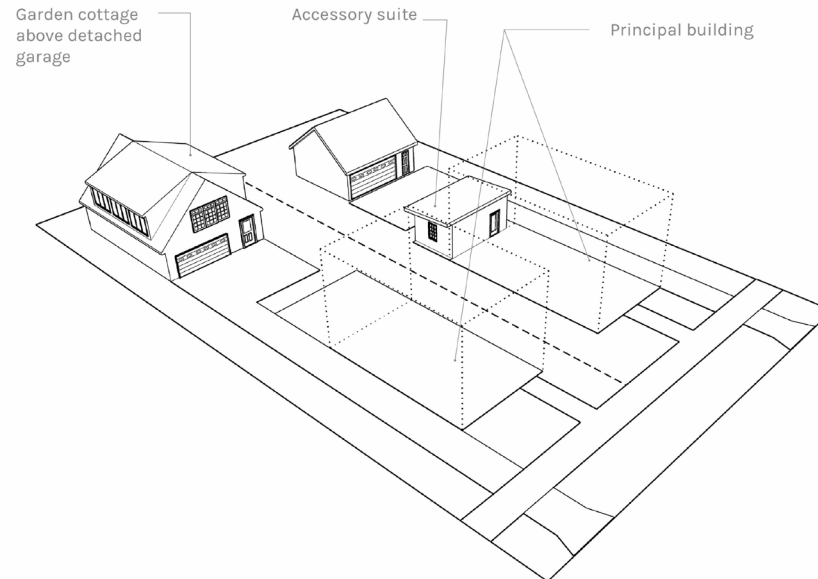 Garden cottage
above detached
garage
Accessory suite
Principal building